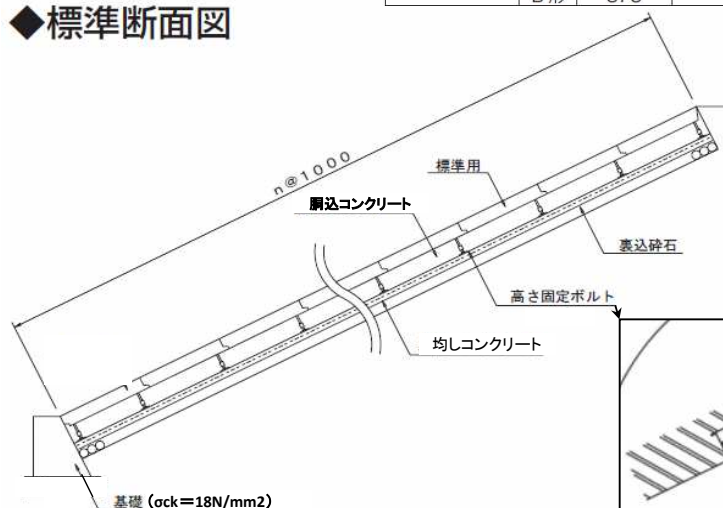 ◆標準断面図
n@1000
標準用
胴込コンクリート
裏込砕石
高さ固定ボルト
均しコンクリート
基礎（σck＝18N/mm2）